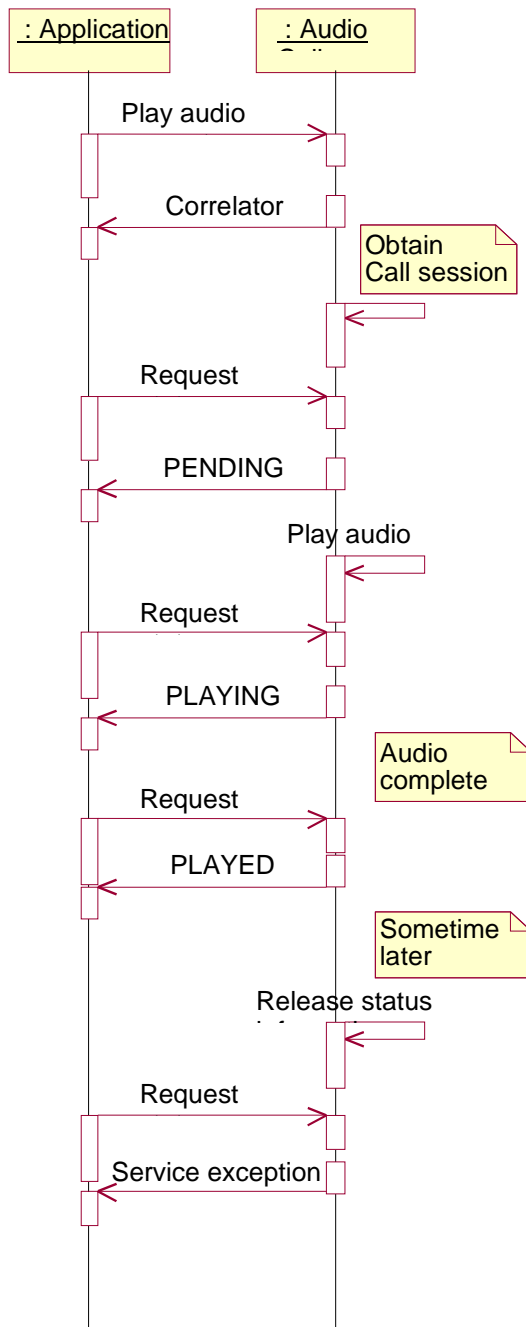 : Application
: Audio
Play audio
Correlator
Obtain
Call session
Request
PENDING
Play audio
Request
PLAYING
Audio
complete
Request
PLAYED
Sometime
later
Release status
Request
Service exception